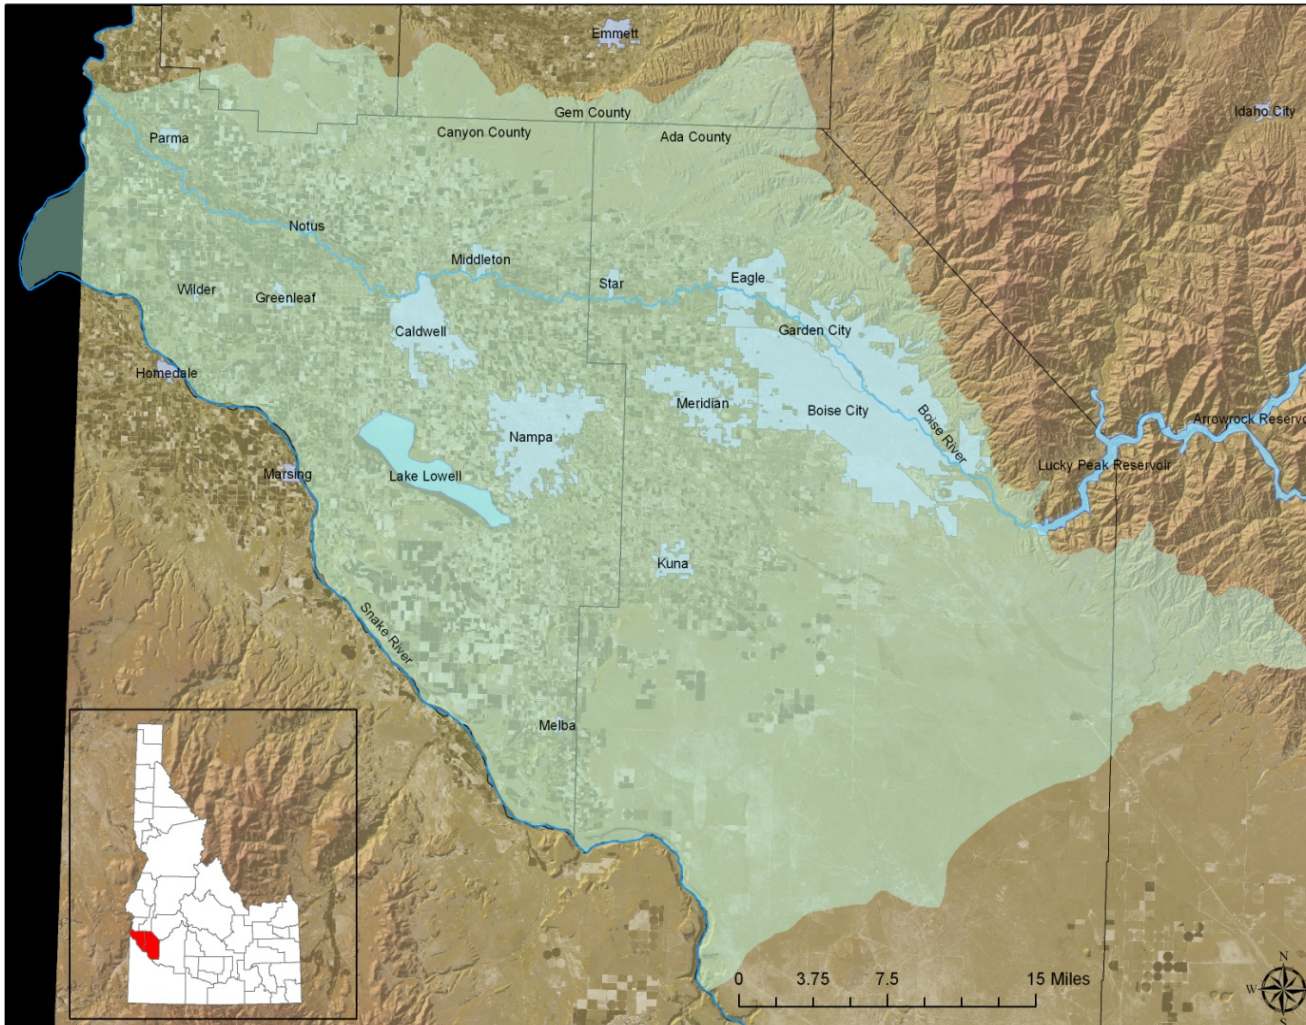 Emmett
Idaho City
Gem County
Parma
Canyon County
Ada County
Notus
Middleton
Star
Eagle
Wilder
Greenleaf
Caldwell
Garden City
Homedale
Meridian
Boise City
Boise River
Arrowrock Reservo
Nampa
Lucky Peak Reservoir
Marsing
Lake Lowell
Kuna
Snake River
Melba
0 3.75 7.5 15 Miles
N
W
S